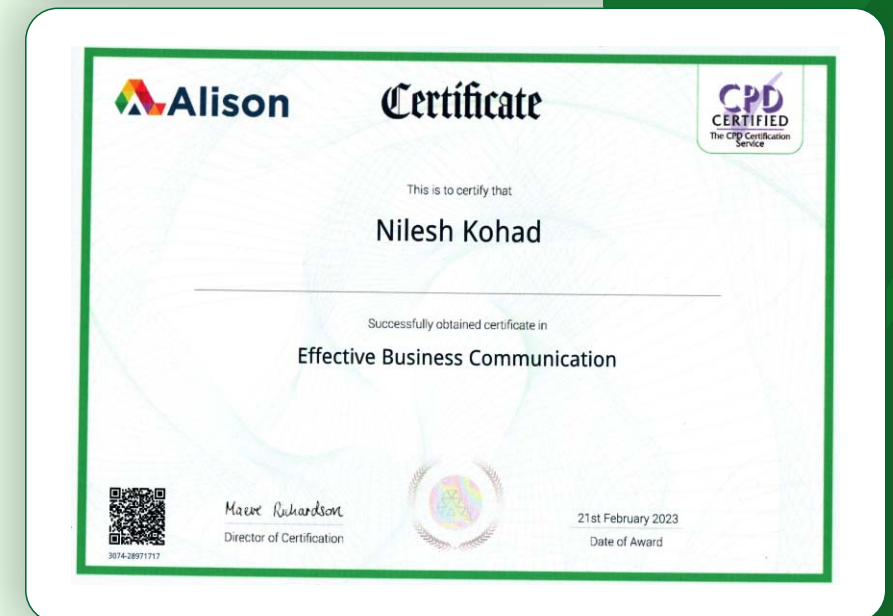 Alison
Certificate
CPD
CERTIFIED
The CPD Certification
Service
This is to certify that
Nilesh Kohad
Successfully obtained certificate in
Effective Business Communication
3074-28971717
Maeve Richardson
Director of Certification
21st February 2023
Date of Award